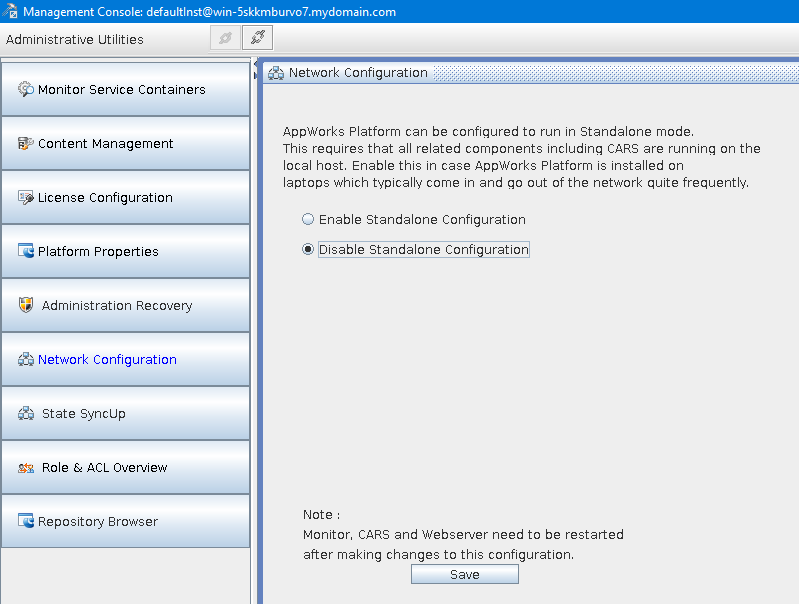 Management Console: defaultInst@win-5skkmburvo7.mydomain.com
Administrative Utilities
Monitor Service Containers
Content Management
License Configuration
Platform Properties
Administration Recovery
Network Configuration
State SyncUp
Role & ACL Overview
Repository Browser
Network Configuration
AppWorks Platform can be configured to run in Standalone mode.
This requires that all related components including CARS are running on the
local host. Enable this in case AppWorks Platform is installed on
laptops which typically come in and go out of the network quite frequently.
Enable Standalone Configuration
Disable Standalone Configuration
Note :
Monitor, CARS and Webserver need to be restarted
after making changes to this configuration.
Save